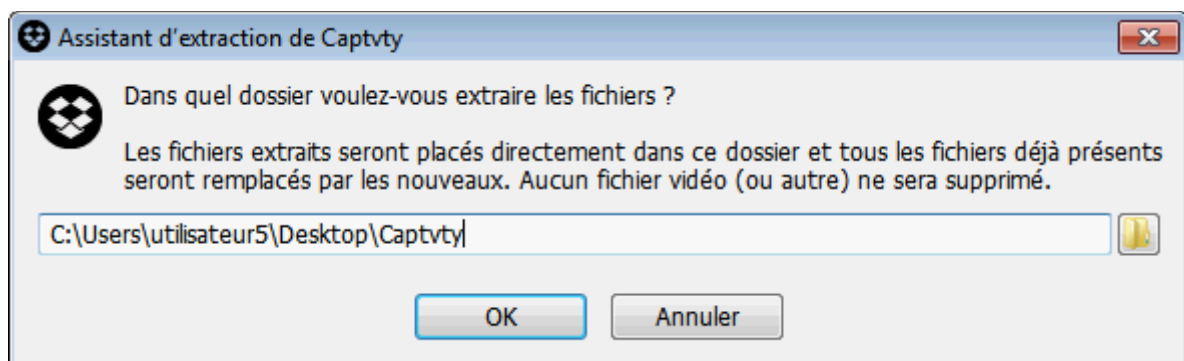 Assistant d'extraction de Captvty
Dans quel dossier voulez-vous extraire les fichiers ?
Les fichiers extraits seront placés directement dans ce dossier et tous les fichiers déjà présents
seront remplacés par les nouveaux. Aucun fichier vidéo (ou autre) ne sera supprimé.
C:\Users\utilisateur5\Desktop\Captvty
OK Annuler